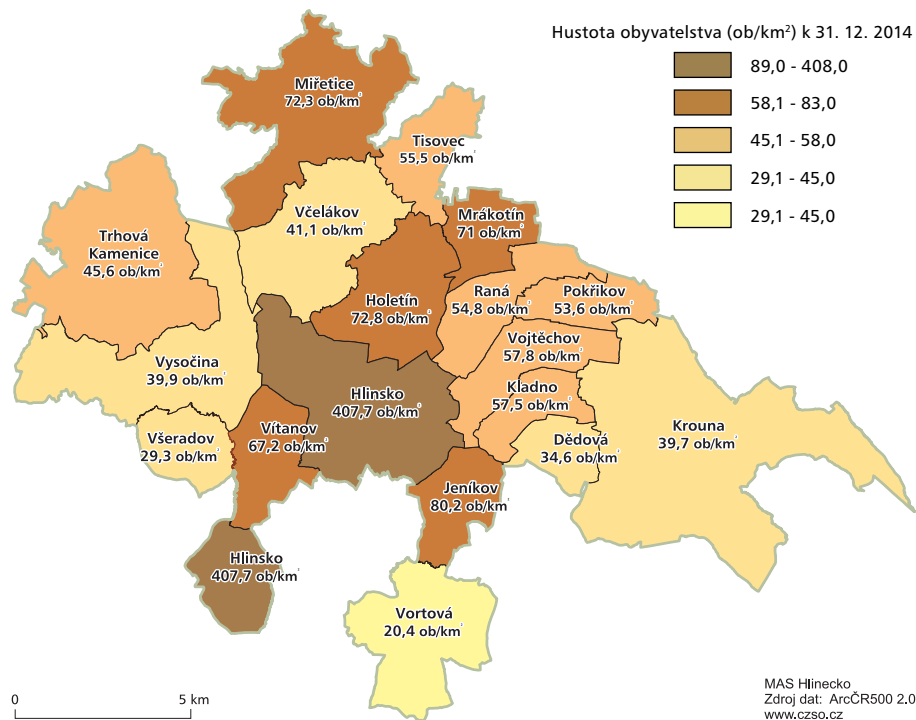 Hustota obyvatelstva (ob/km²) k 31. 12. 2014
89,0 - 408,0
58,1 - 83,0
45,1 - 58,0
29,1 - 45,0
29,1 - 45,0
Miřetice
72,3 ob/km²
Tisovec
55,5 ob/km²
Včelákov
41,1 ob/km²
Mrákotín
71 ob/km²
Trhová
Kamenice
45,6 ob/km²
Holetín
72,8 ob/km²
Raná
54,8 ob/km²
Pokřikov
53,6 ob/km²
Vojtěchov
57,8 ob/km²
Vysočina
39,9 ob/km²
Hlinsko
407,7 ob/km²
Kladno
57,5 ob/km²
Krouna
39,7 ob/km²
Všeradov
29,3 ob/km²
Vítanov
67,2 ob/km²
Dědová
34,6 ob/km²
Jeníkov
80,2 ob/km²
Hlinsko
407,7 ob/km²
Vortová
20,4 ob/km²
0 5 km
MAS Hlinecko
Zdroj dat: ArcČR500 2.0
www.czso.cz